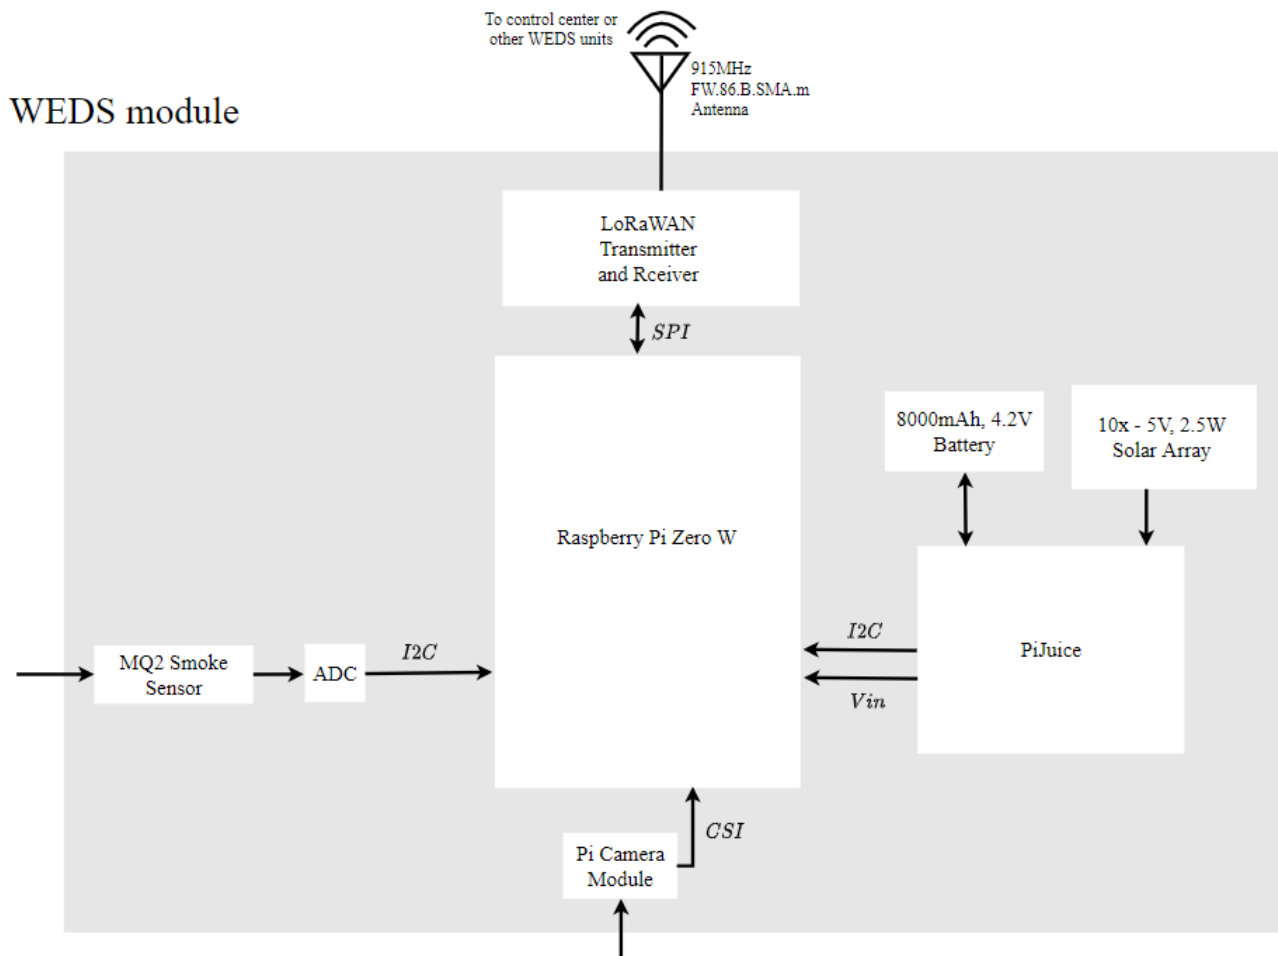 To control center or
other WEDS units
915MHz
FW.86.B.SMA.m
Antenna
WEDS module
LoRaWAN
Transmitter
and Rceiver
SPI
8000mAh, 4.2V
Battery
10x - 5V, 2.5W
Solar Array
Raspberry Pi Zero W
I2C
PiJuice
Vin
MQ2 Smoke
Sensor
ADC
I2C
CSI
Pi Camera
Module